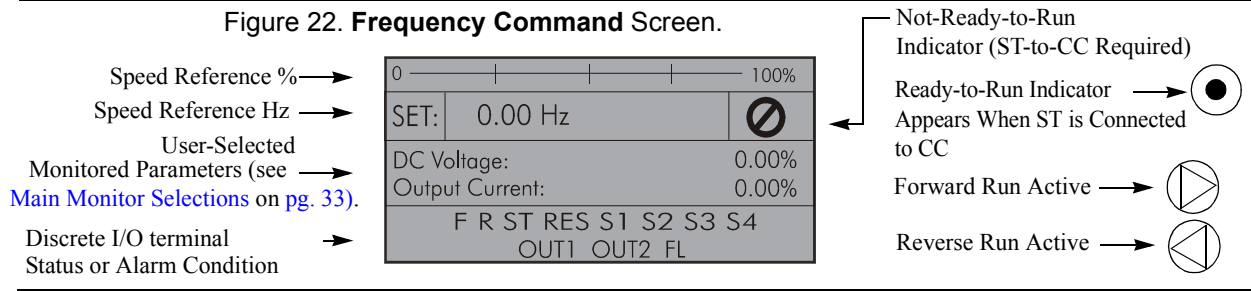 Figure 22. Frequency Command Screen.
Speed Reference %
Speed Reference Hz
User-Selected
Monitored Parameters (see
Main Monitor Selections on pg. 33).
Discrete I/O terminal
Status or Alarm Condition
0 100%
SET: 0.00 Hz
DC Voltage: 0.00%
Output Current: 0.00%
F R ST RES S1 S2 S3 S4
OUT1 OUT2 FL
Not-Ready-to-Run
Indicator (ST-to-CC Required)
Ready-to-Run Indicator
Appears When ST is Connected
to CC
Forward Run Active
Reverse Run Active